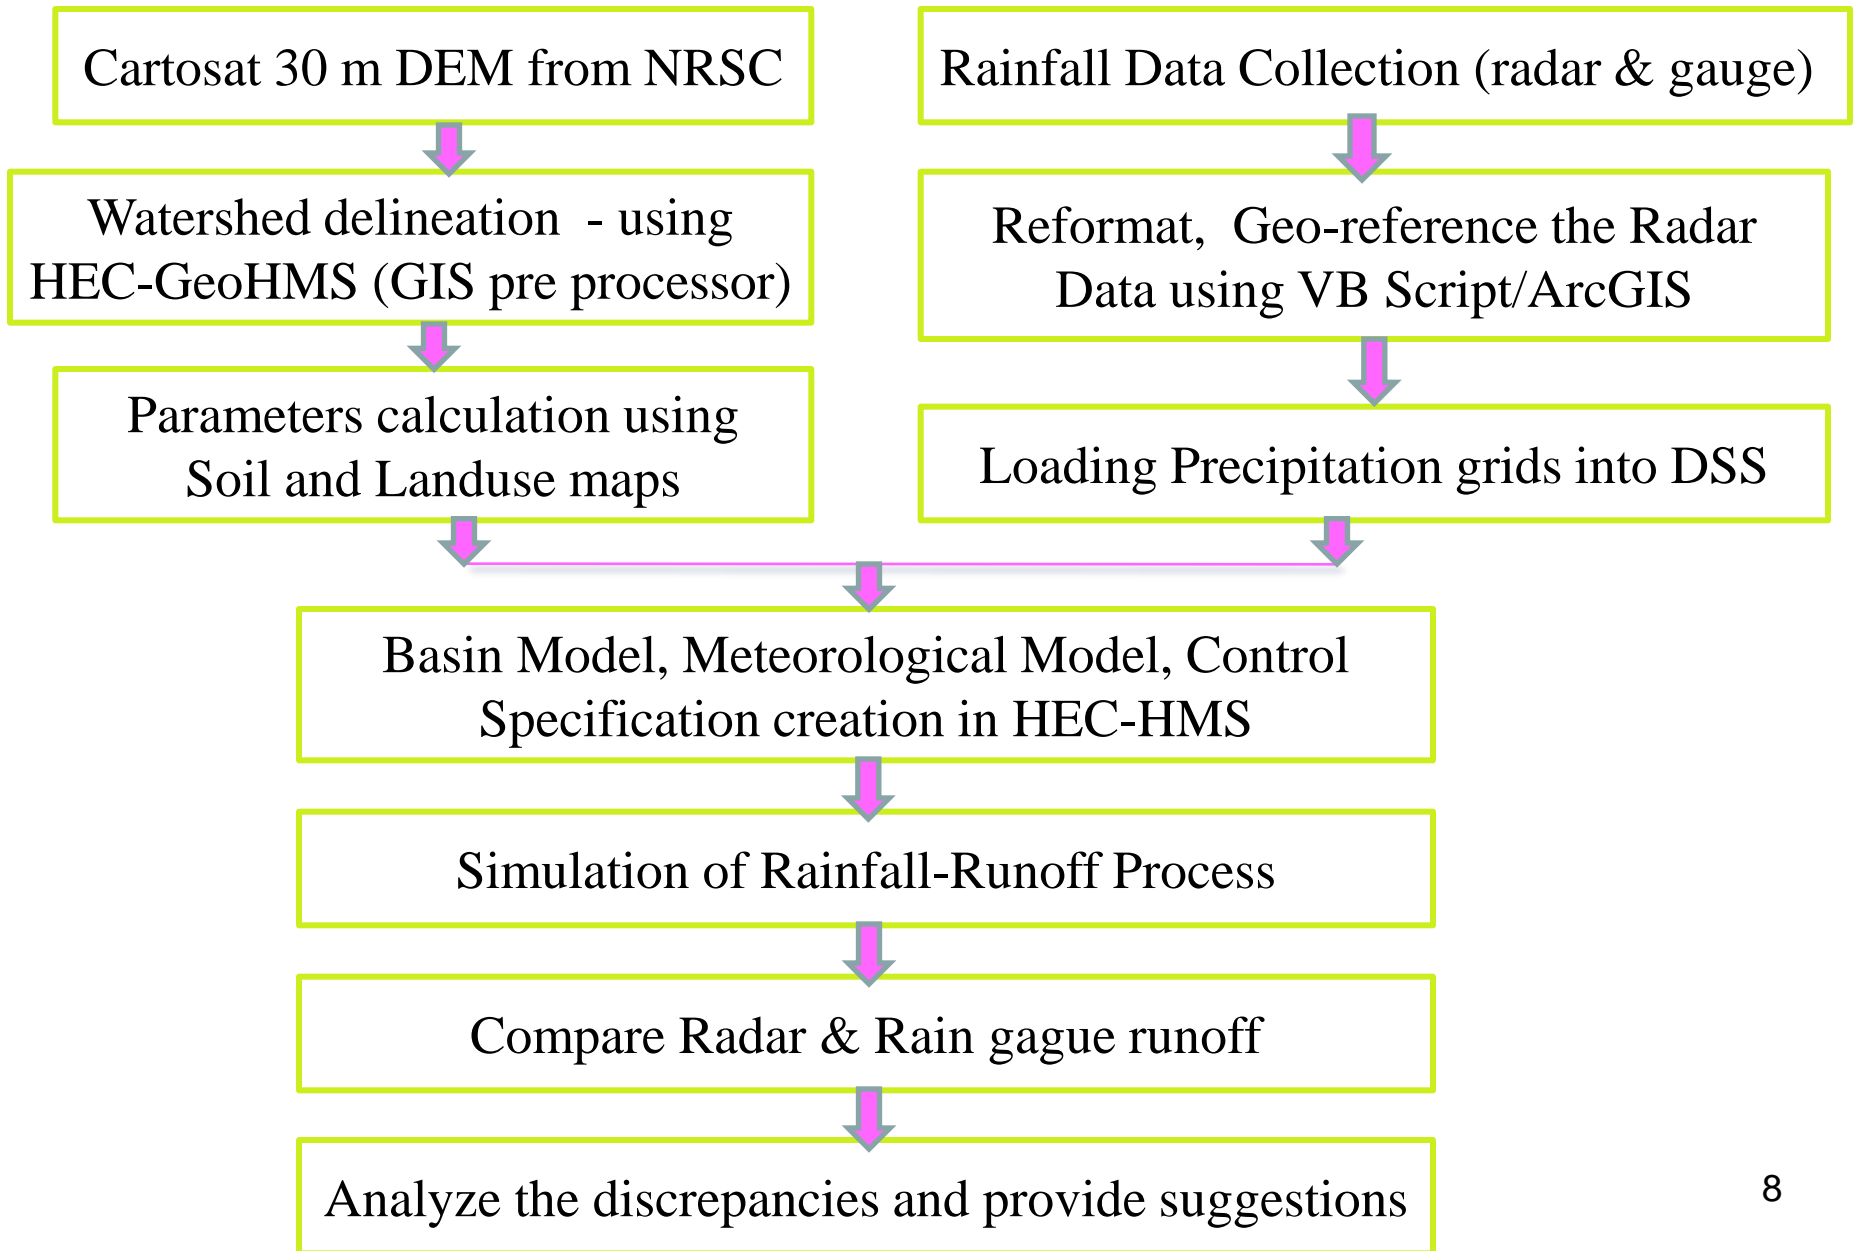 Cartosat 30 m DEM from NRSC
Watershed delineation - using
HEC-GeoHMS (GIS pre processor)
Parameters calculation using
Soil and Landuse maps
Rainfall Data Collection (radar & gauge)
Reformat, Geo-reference the Radar
Data using VB Script/ArcGIS
Loading Precipitation grids into DSS
Basin Model, Meteorological Model, Control
Specification creation in HEC-HMS
Simulation of Rainfall-Runoff Process
Compare Radar & Rain gague runoff
Analyze the discrepancies and provide suggestions
8